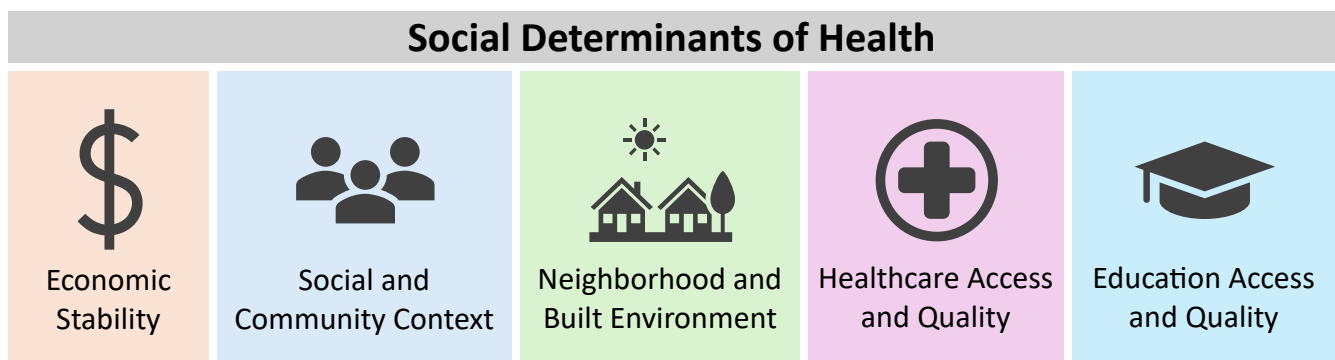 Social Determinants of Health
Economic
Stability
Social and
Community Context
Neighborhood and
Built Environment
Healthcare Access
and Quality
Education Access
and Quality